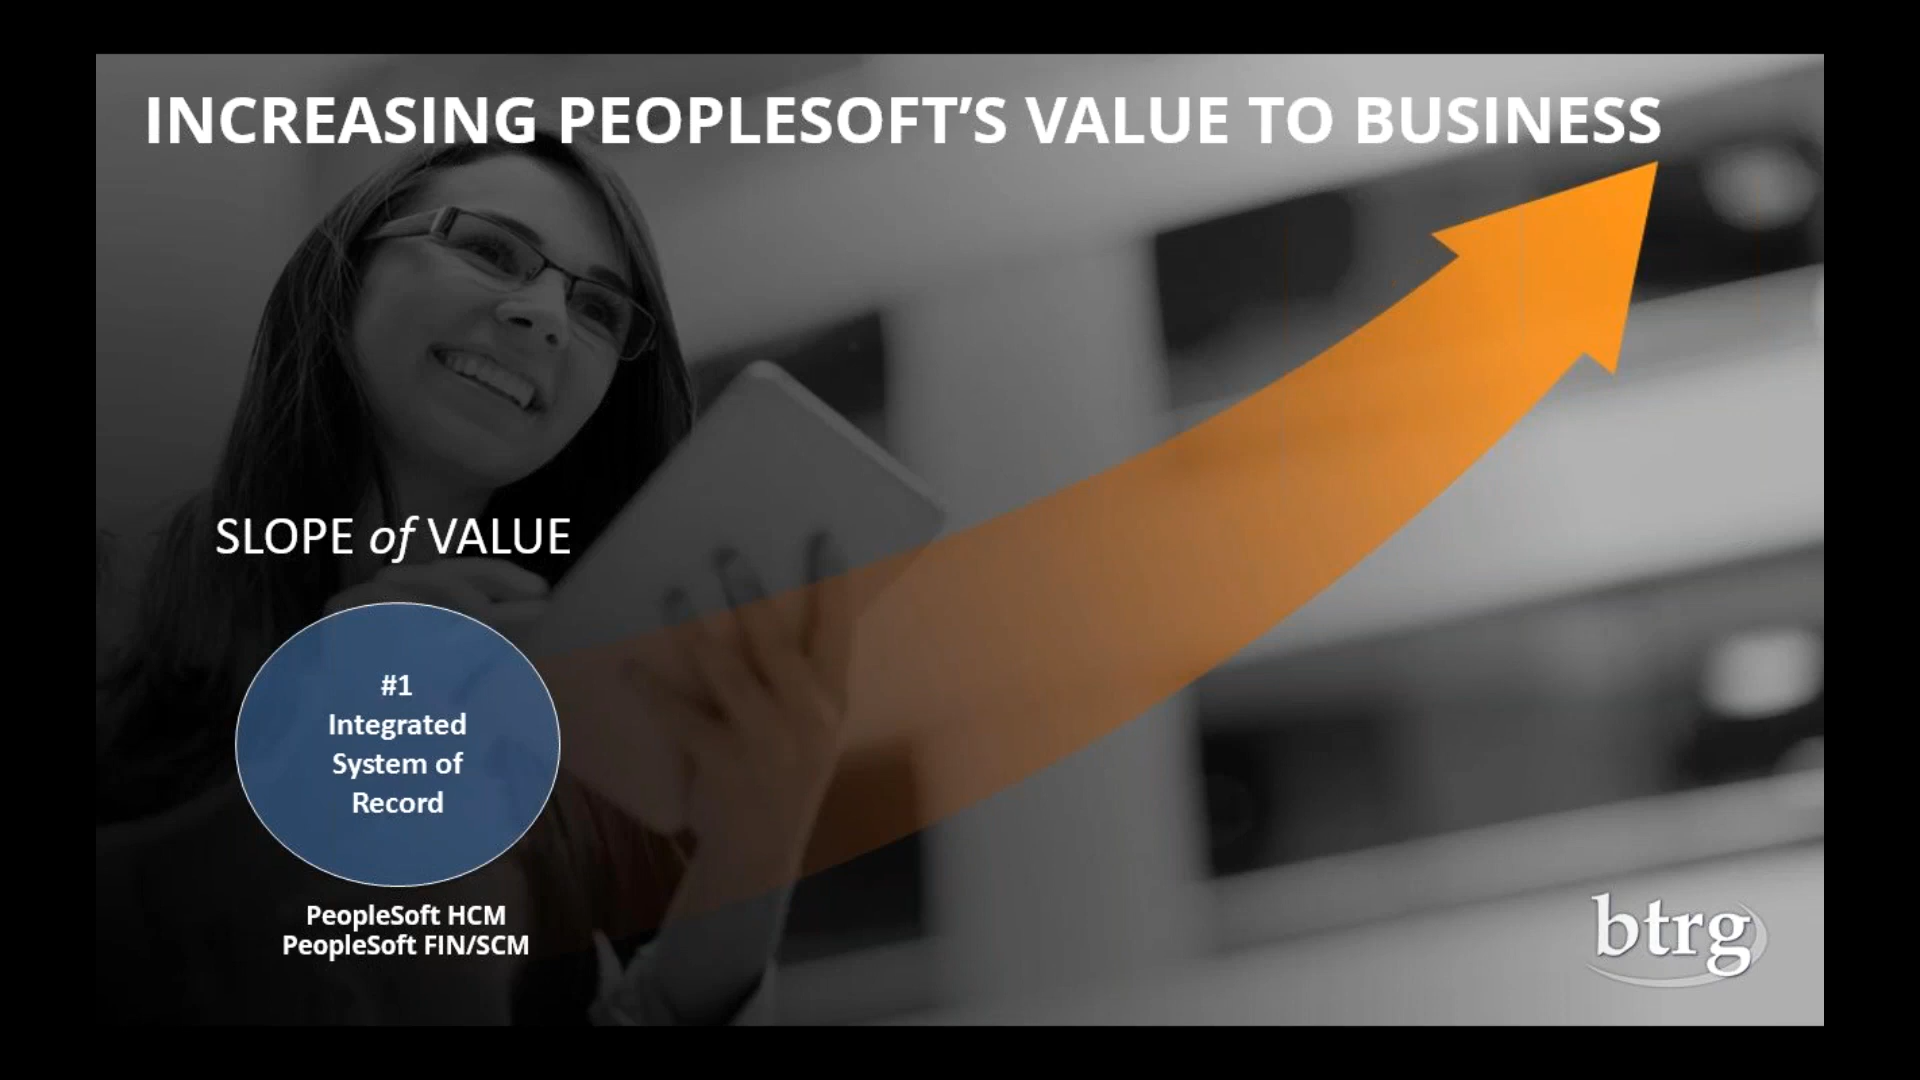 INCREASING PEOPLESOFT’S VALUE TO BUSINESS
SLOPE of VALUE
#1
Integrated
System of
Record
PeopleSoft HCM
PeopleSoft FIN/SCM
btrg